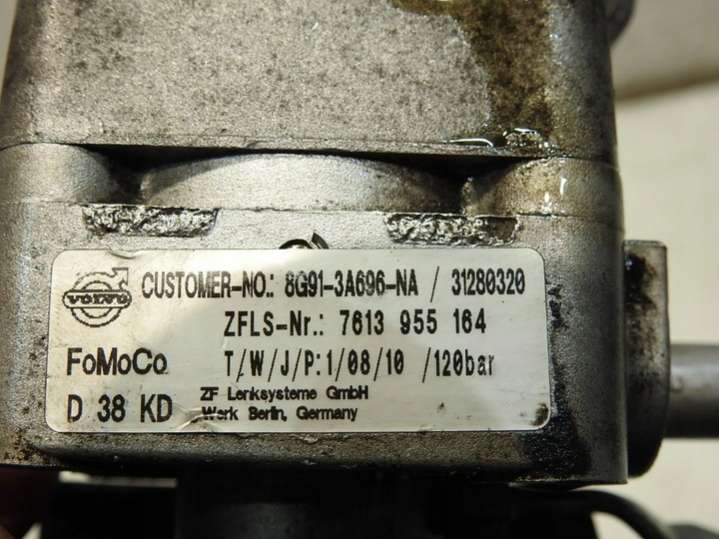 VOLVO
CUSTOMER-NO.: 8G91-3A696-NA / 31280320
ZFLS-Nr.: 7613 955 164
FoMoCo T/W/J/P:1/08/10 /120bar
D 38 KD ZF Lenksysteme GmbH
Werk Berlin, Germany